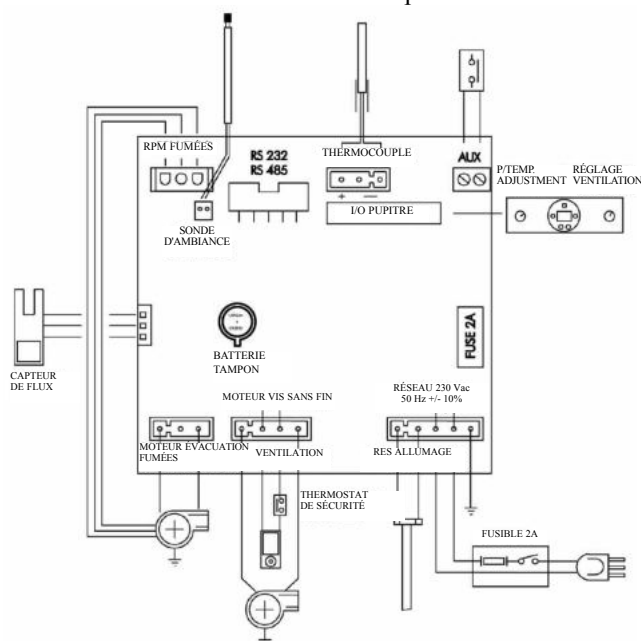 RPM FUMÉES
RS 232
RS 485
THERMOCOUPLE
+ −
AUX
P/TEMP. RÉGLAGE
ADJUSTMENT VENTILATION
I/O PUPITRE
SONDE
D'AMBIANCE
CAPTEUR
DE FLUX
BATTERIE
TAMPON
FUSE 2A
MOTEUR VIS SANS FIN
RÉSEAU 230 Vac
50 Hz +/- 10%
MOTEUR ÉVACUATION
FUMÉES
VENTILATION
RES ALLUMAGE
THERMOSTAT
DE SÉCURITÉ
FUSIBLE 2A